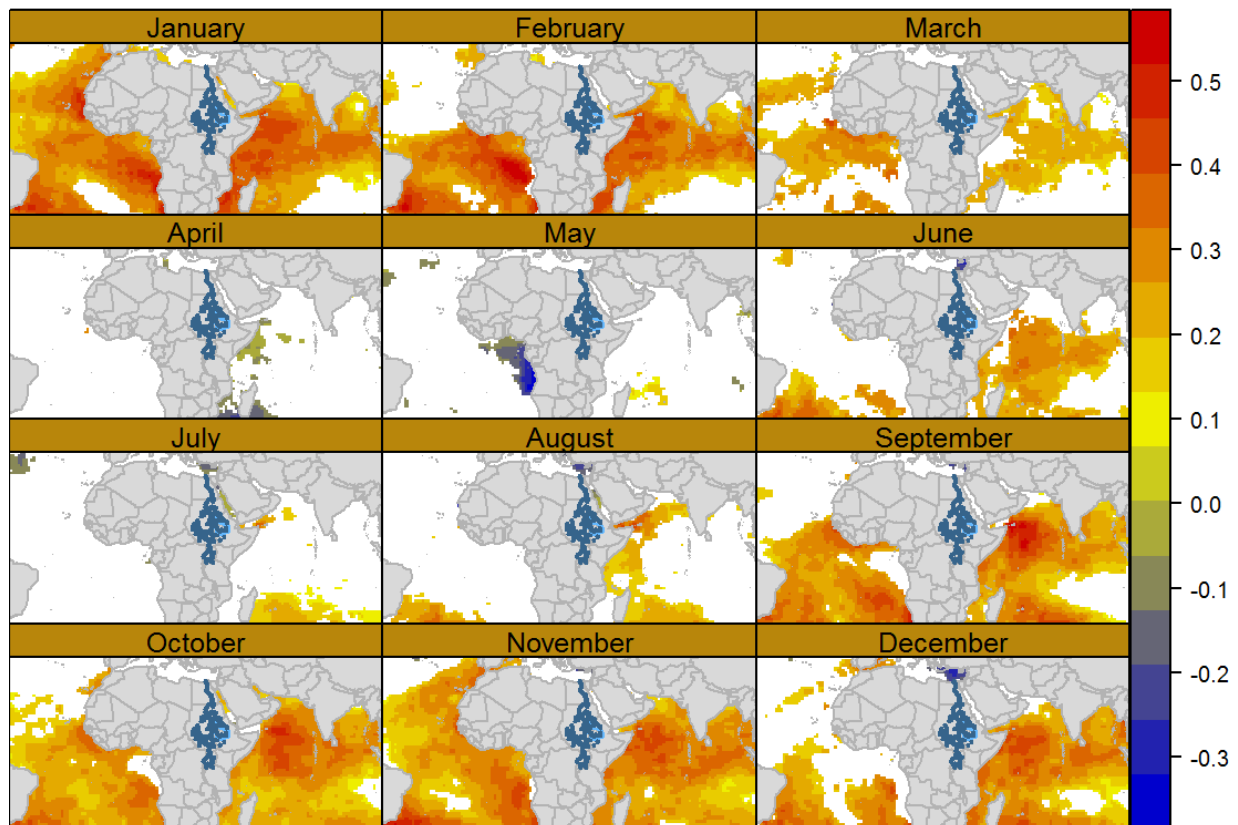 January
February
March
April
May
June
July
August
September
October
November
December
0.5
0.4
0.3
0.2
0.1
0.0
-0.1
-0.2
-0.3